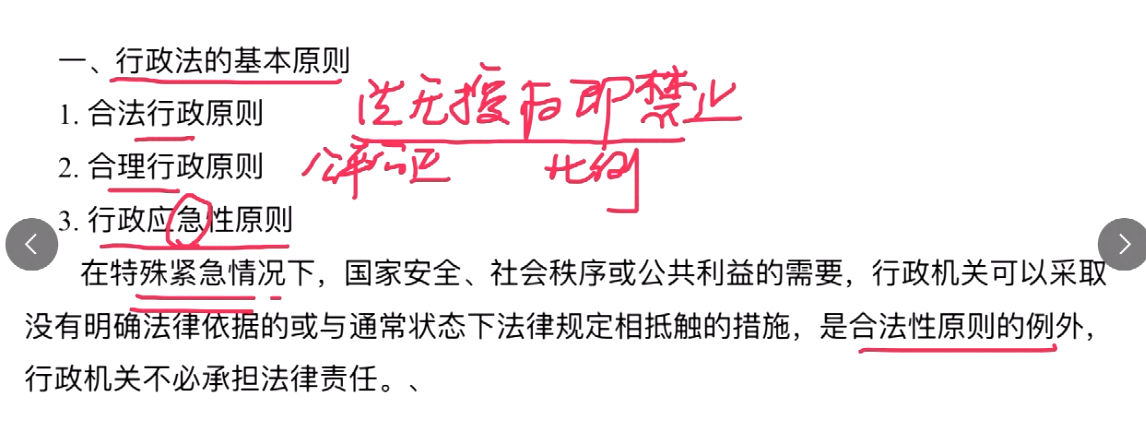 一、行政法的基本原则
1. 合法行政原则 法无授权即禁止
2. 合理行政原则 公平公正 比例
3. 行政应急性原则
在特殊紧急情况下，国家安全、社会秩序或公共利益的需要，行政机关可以采取
没有明确法律依据的或与通常状态下法律规定相抵触的措施，是合法性原则的例外，
行政机关不必承担法律责任。、